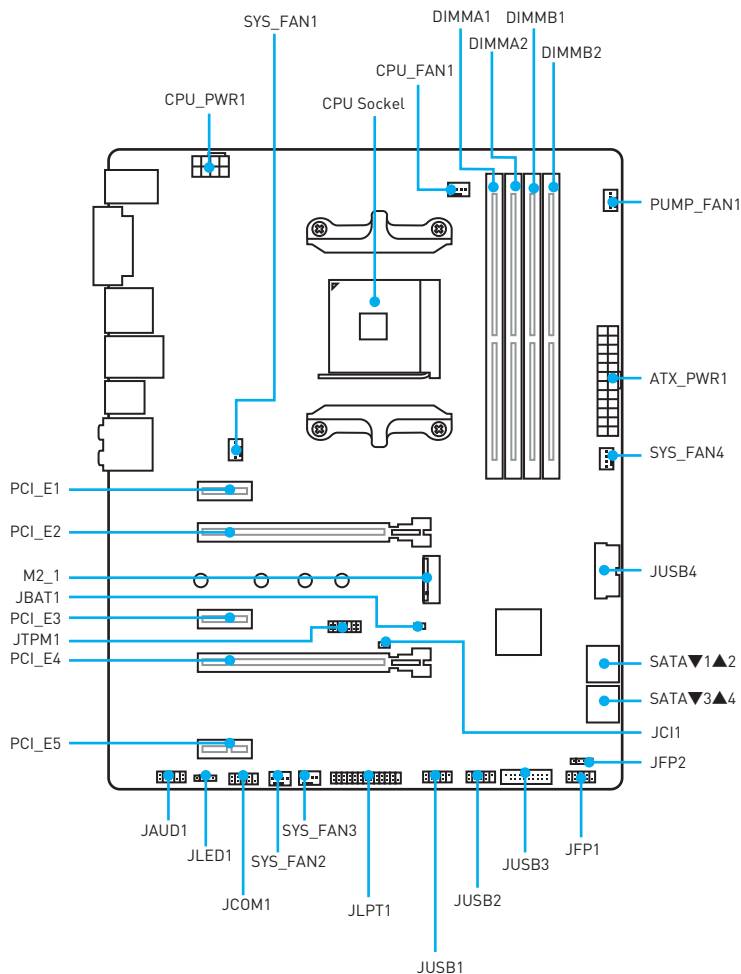 DIMMA1
DIMMB1
SYS_FAN1
DIMMA2
DIMMB2
CPU_FAN1
CPU_PWR1
CPU Sockel
PUMP_FAN1
ATX_PWR1
SYS_FAN4
PCI_E1
PCI_E2
M2_1
JUSB4
JBAT1
PCI_E3
JTPM1
PCI_E4
SATA▼1▲2
SATA▼3▲4
JCI1
PCI_E5
JFP2
JAUD1
SYS_FAN3
JFP1
JLED1
SYS_FAN2
JUSB3
JCOM1
JLPT1
JUSB2
JUSB1